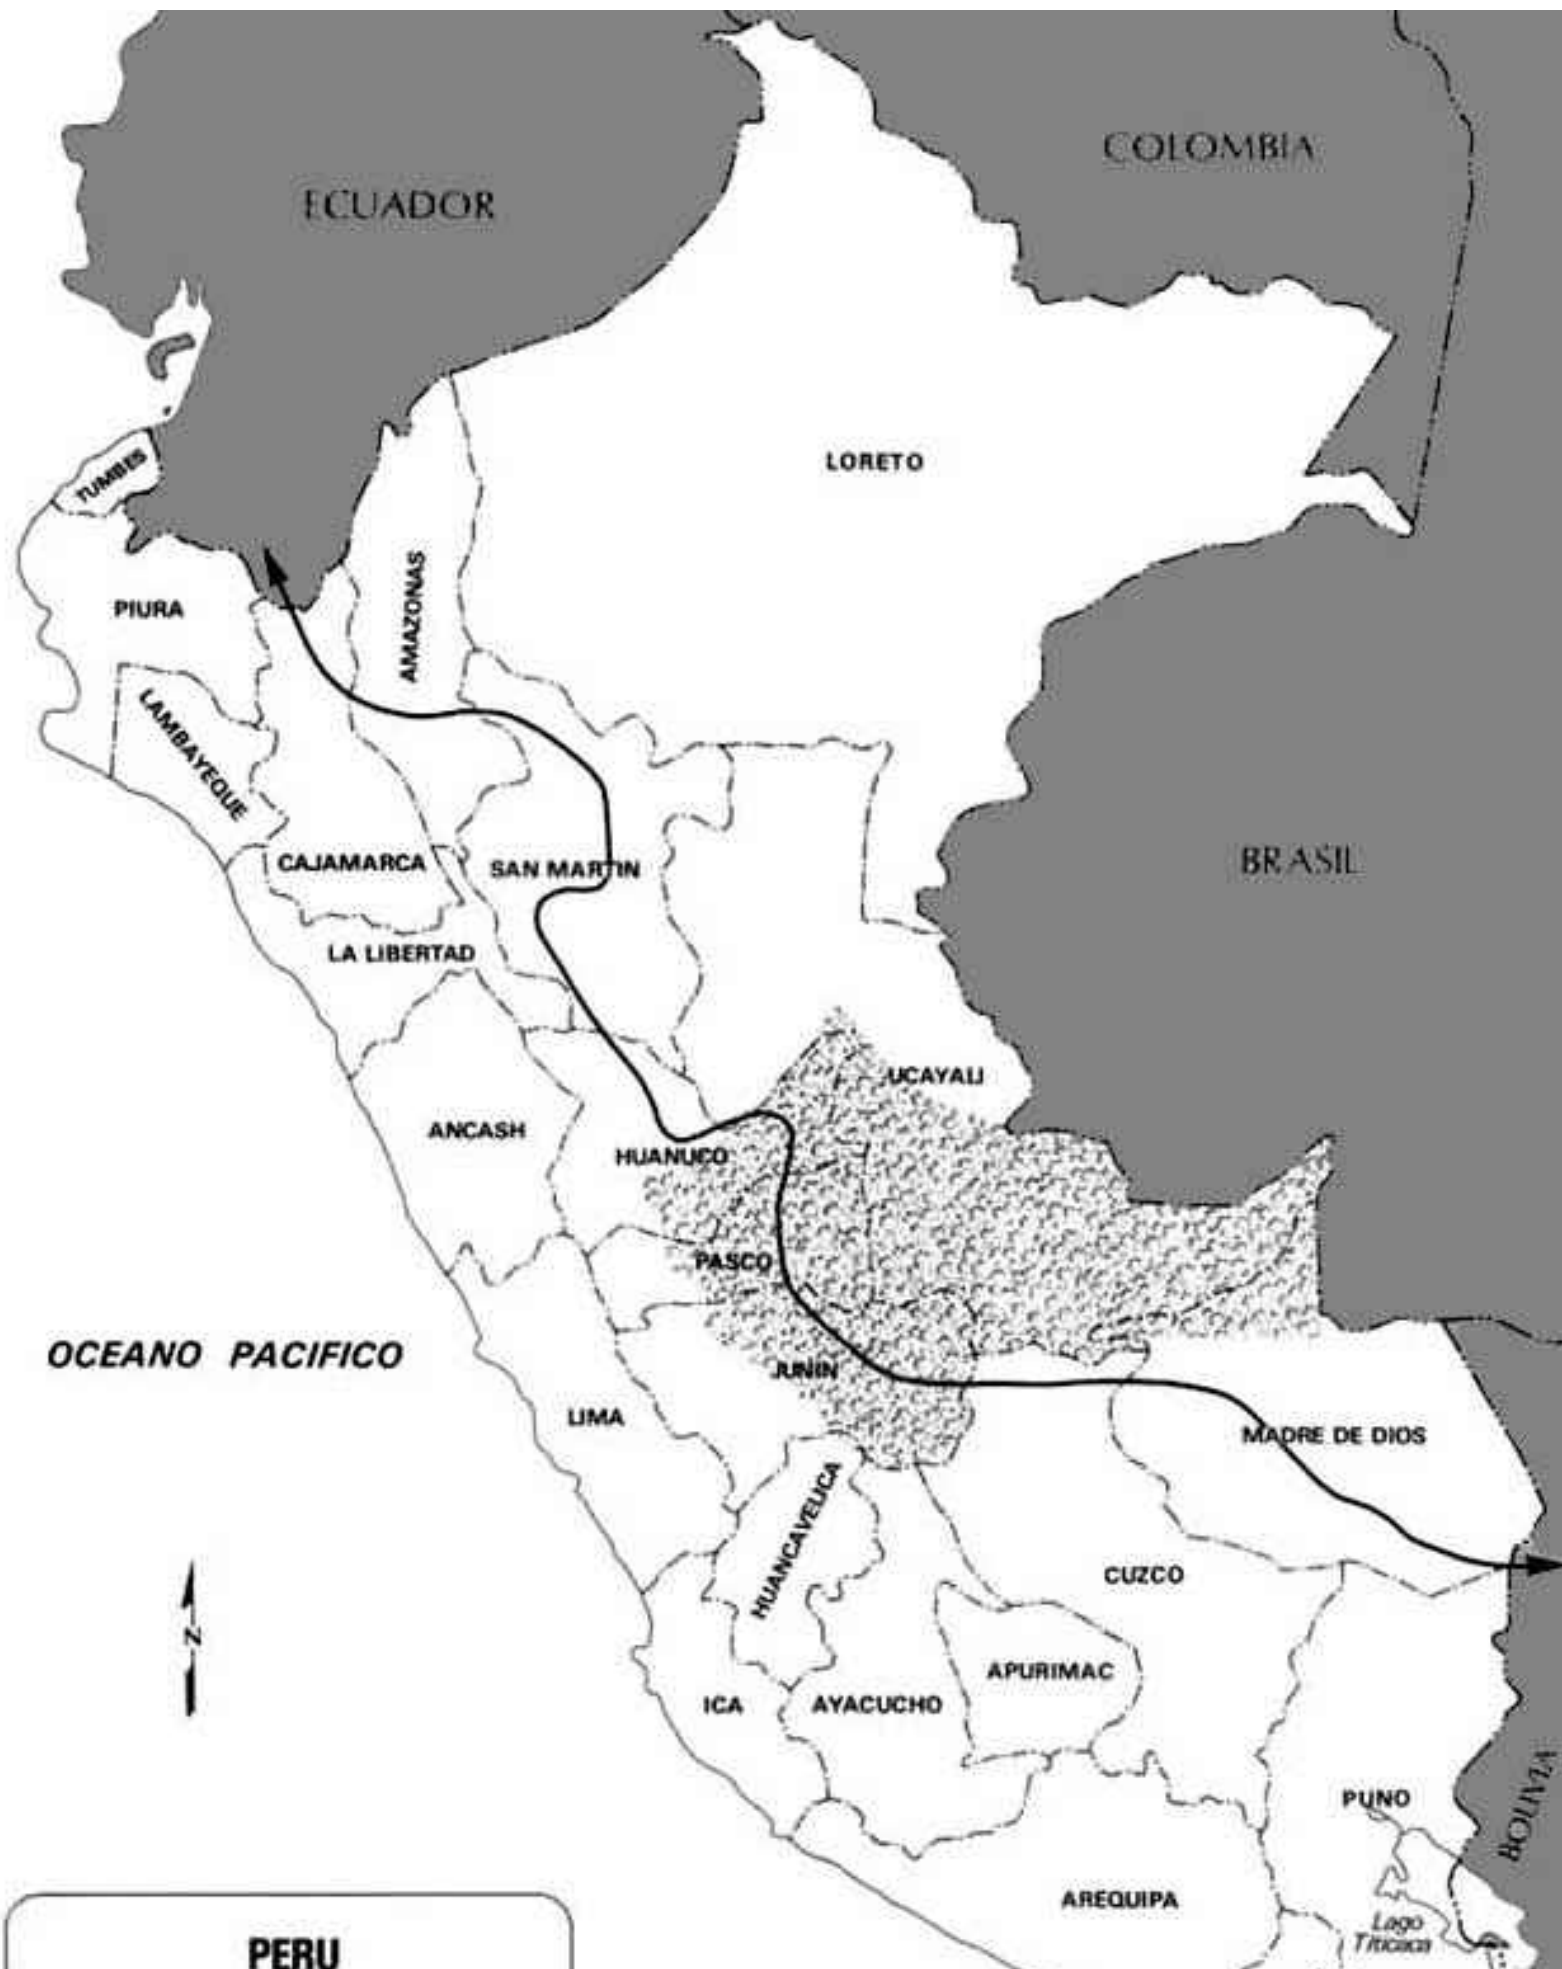 COLOMBIA
ECUADOR
LORETO
TUMBES
AMAZONAS
PIURA
LAMBAYEQUE
BRASIL
CAJAMARCA
SAN MARTIN
LA LIBERTAD
UCAYALI
ANCASH
HUANUCO
PASCO
OCEANO PACIFICO
JUNIN
LIMA
MADRE DE DIOS
HUANCAVEUCA
CUZCO
N
APURIMAC
ICA
AYACUCHO
PUNO
BOLIVIA
AREQUIPA
Lago
Titicaca
PERU